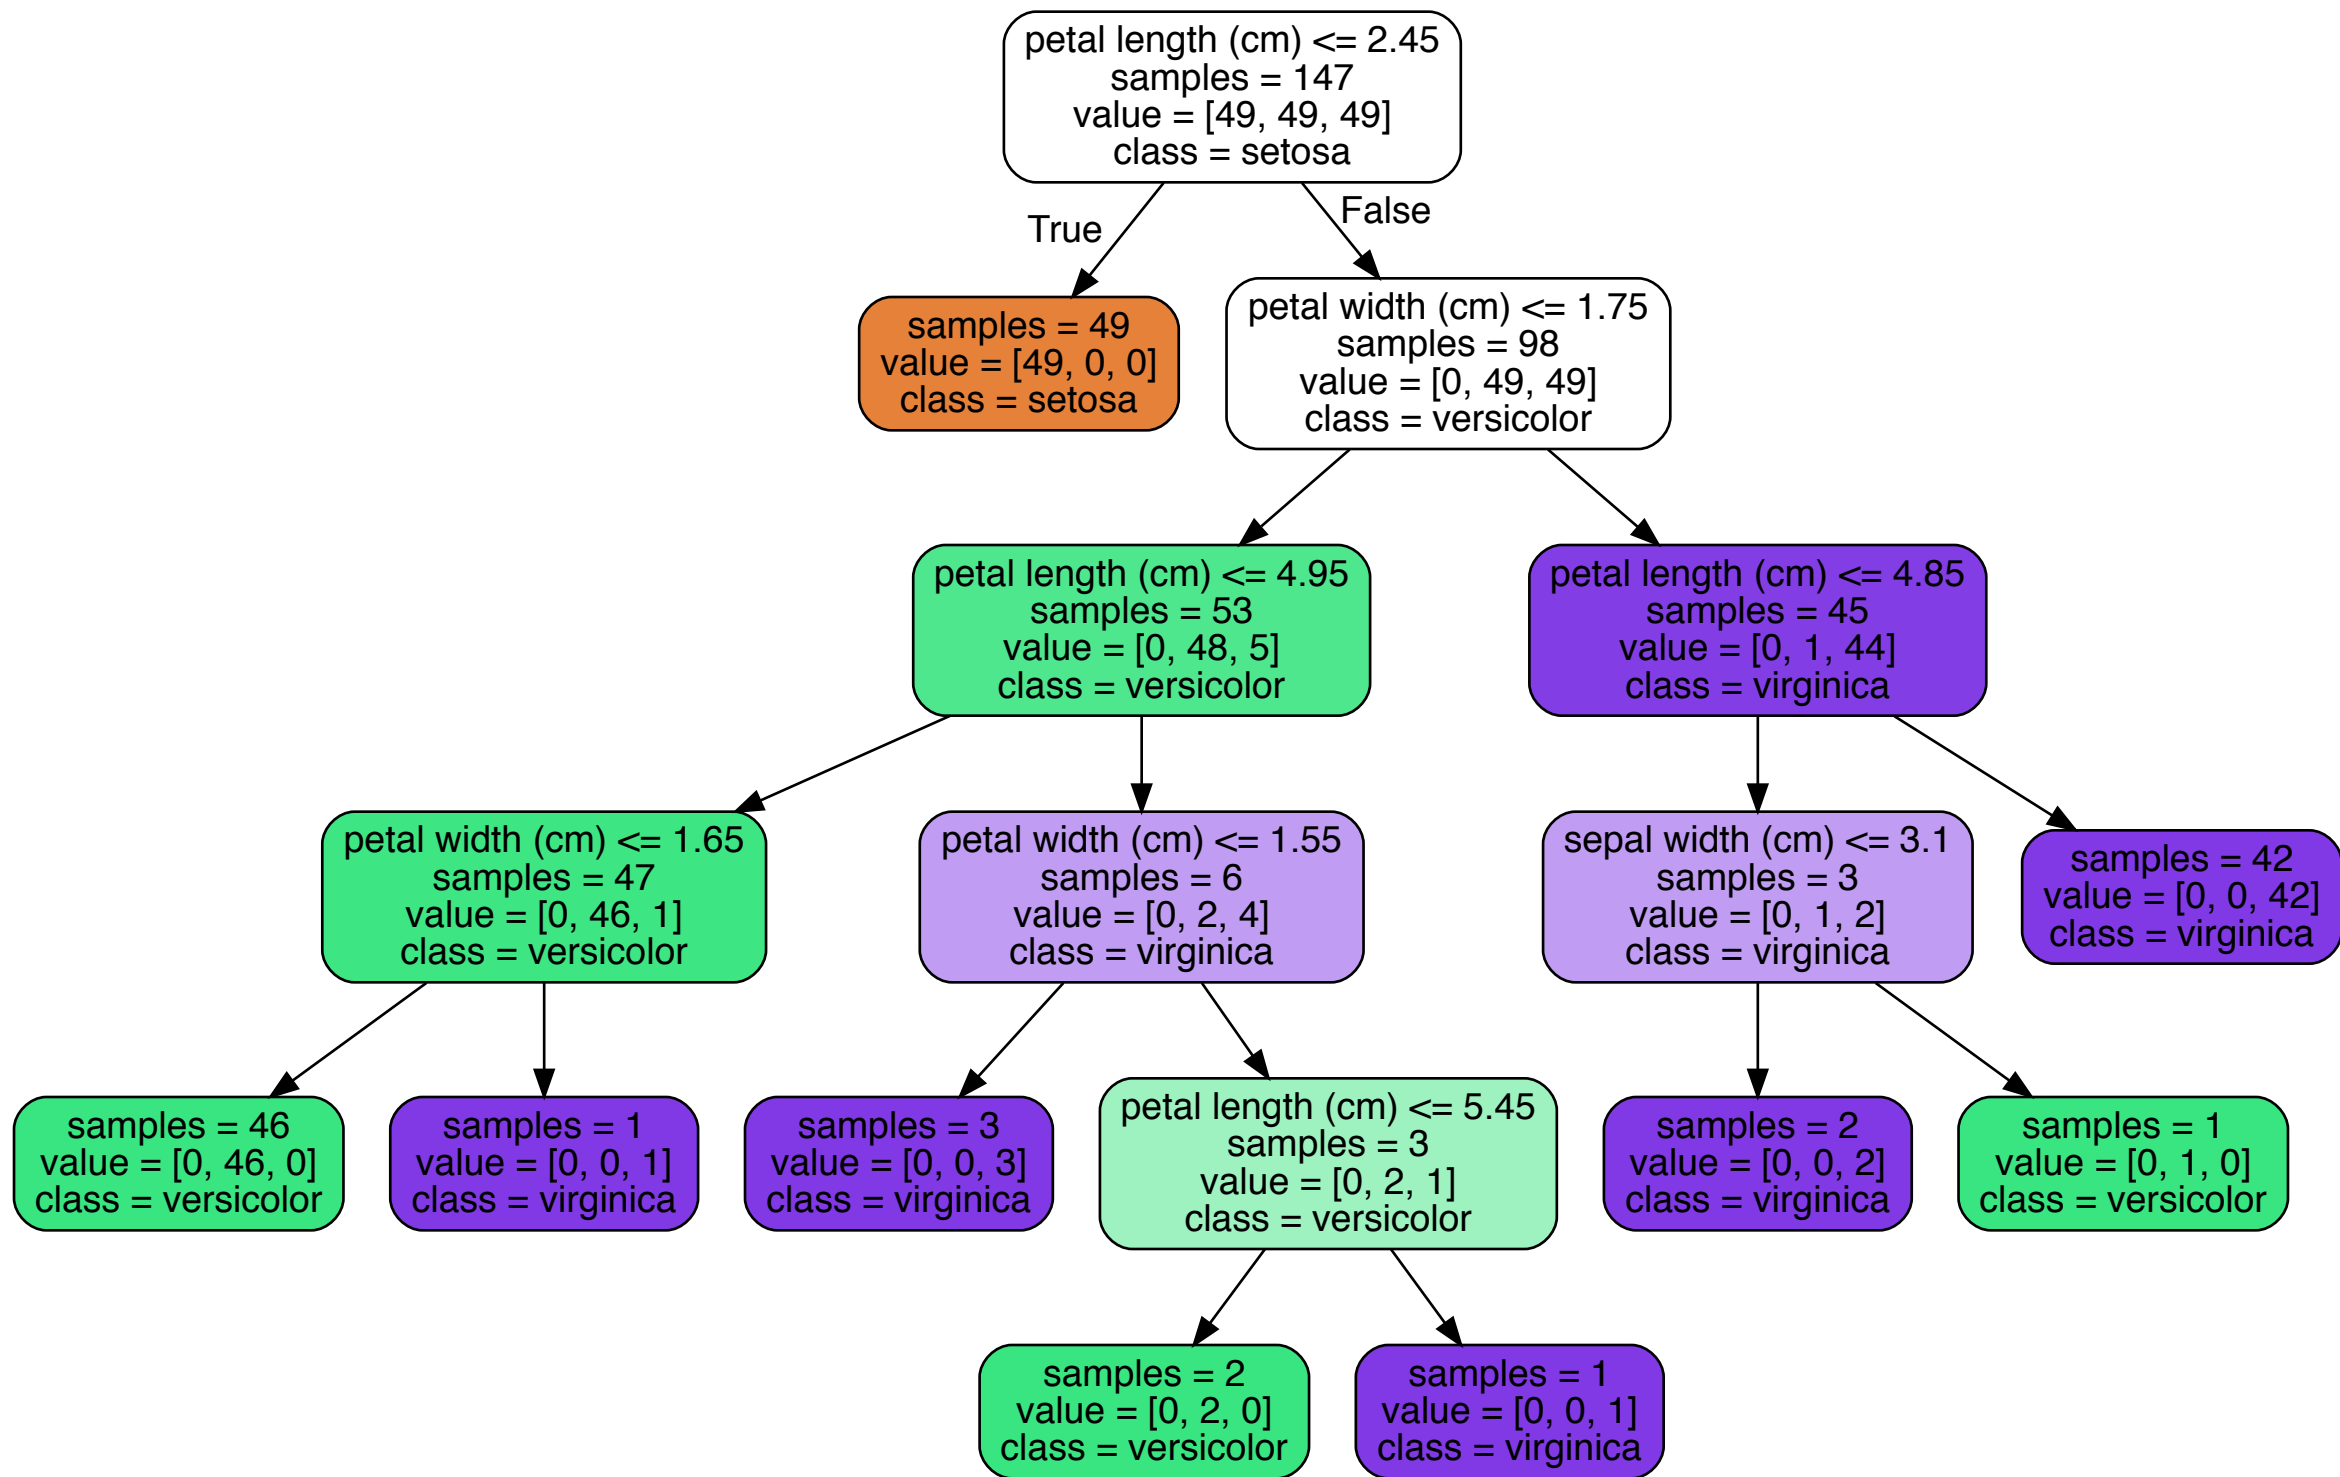 petal length (cm) <= 2.45
samples = 147
value = [49, 49, 49]
class = setosa
True
False
samples = 49
value = [49, 0, 0]
class = setosa
petal width (cm) <= 1.75
samples = 98
value = [0, 49, 49]
class = versicolor
petal length (cm) <= 4.95
samples = 53
value = [0, 48, 5]
class = versicolor
petal length (cm) <= 4.85
samples = 45
value = [0, 1, 44]
class = virginica
petal width (cm) <= 1.65
samples = 47
value = [0, 46, 1]
class = versicolor
petal width (cm) <= 1.55
samples = 6
value = [0, 2, 4]
class = virginica
sepal width (cm) <= 3.1
samples = 3
value = [0, 1, 2]
class = virginica
samples = 42
value = [0, 0, 42]
class = virginica
samples = 46
value = [0, 46, 0]
class = versicolor
samples = 1
value = [0, 0, 1]
class = virginica
samples = 3
value = [0, 0, 3]
class = virginica
petal length (cm) <= 5.45
samples = 3
value = [0, 2, 1]
class = versicolor
samples = 2
value = [0, 0, 2]
class = virginica
samples = 1
value = [0, 1, 0]
class = versicolor
samples = 2
value = [0, 2, 0]
class = versicolor
samples = 1
value = [0, 0, 1]
class = virginica